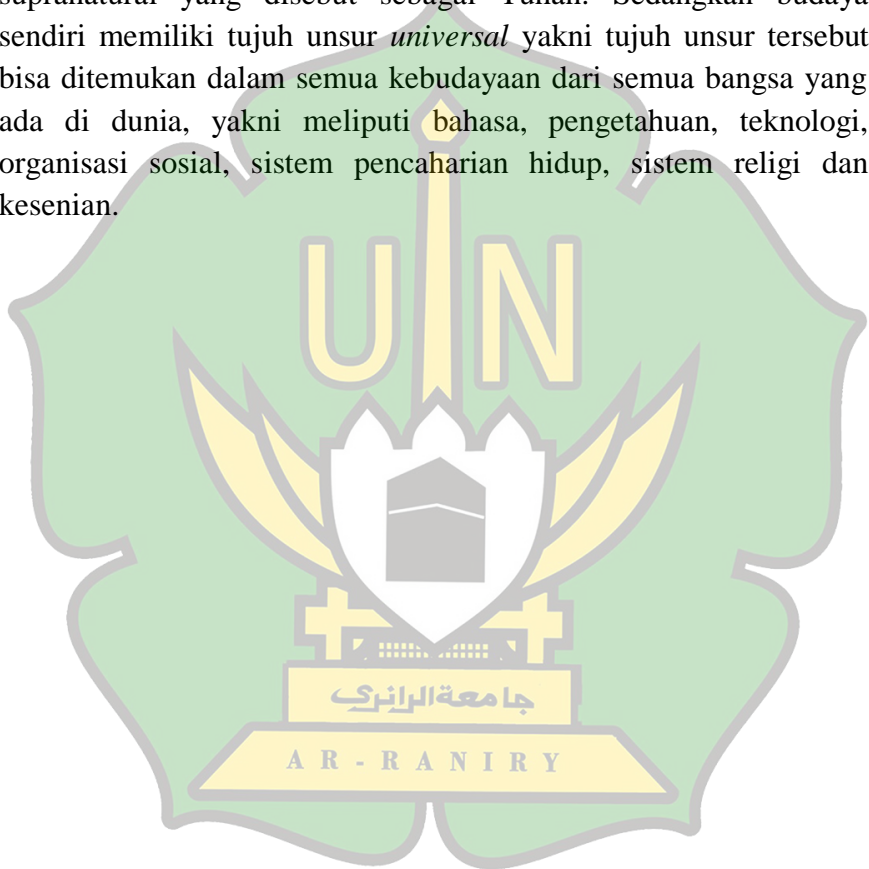 supranatural yang disebut sebagai Tuhan. Sedangkan budaya
sendiri memiliki tujuh unsur universal yakni tujuh unsur tersebut
bisa ditemukan dalam semua kebudayaan dari semua bangsa yang
ada di dunia, yakni meliputi bahasa, pengetahuan, teknologi,
organisasi sosial, sistem pencaharian hidup, sistem religi dan
kesenian.
UIN
جامعة الرانري
AR-RANIRY